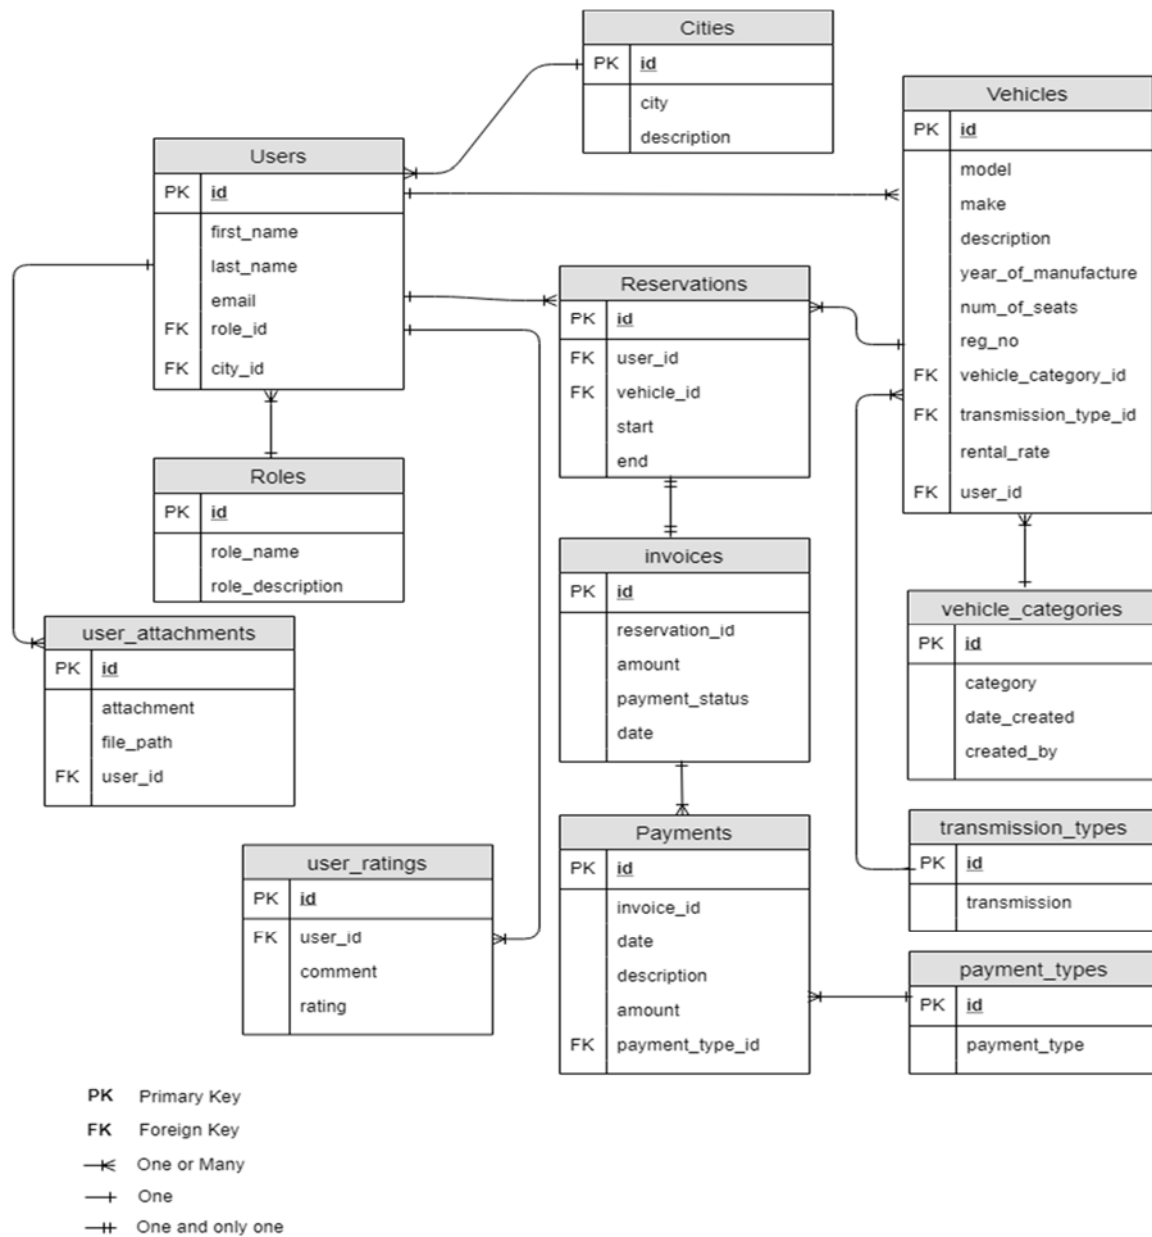 Cities
PK id
city
description
Vehicles
PK id
model
make
description
year_of_manufacture
num_of_seats
reg_no
FK vehicle_category_id
FK transmission_type_id
rental_rate
FK user_id
Users
PK id
first_name
last_name
email
FK role_id
FK city_id
Reservations
PK id
FK user_id
FK vehicle_id
start
end
Roles
PK id
role_name
role_description
invoices
PK id
reservation_id
amount
payment_status
date
vehicle_categories
PK id
category
date_created
created_by
user_attachments
PK id
attachment
file_path
FK user_id
Payments
PK id
invoice_id
date
description
amount
FK payment_type_id
transmission_types
PK id
transmission
user_ratings
PK id
FK user_id
comment
rating
payment_types
PK id
payment_type
PK Primary Key
FK Foreign Key
One or Many
One
One and only one